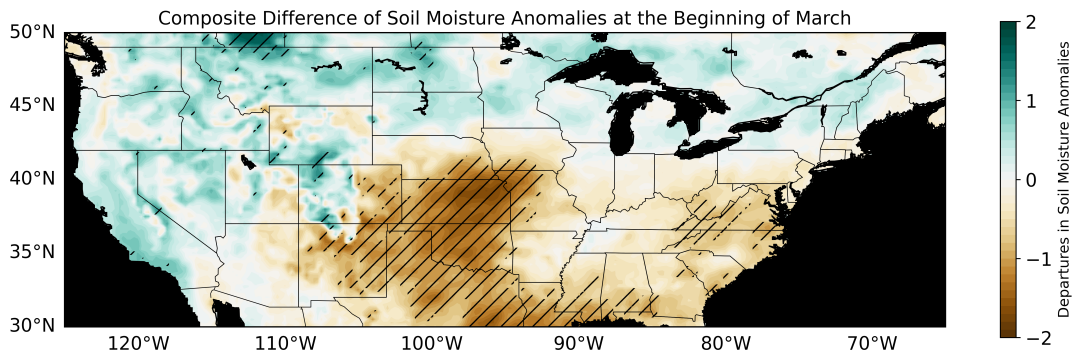 Composite Difference of Soil Moisture Anomalies at the Beginning of March
50°N
45°N
40°N
35°N
30°N
120°W 110°W 100°W 90°W 80°W 70°W
2
1
0
−1
−2
Departures in Soil Moisture Anomalies